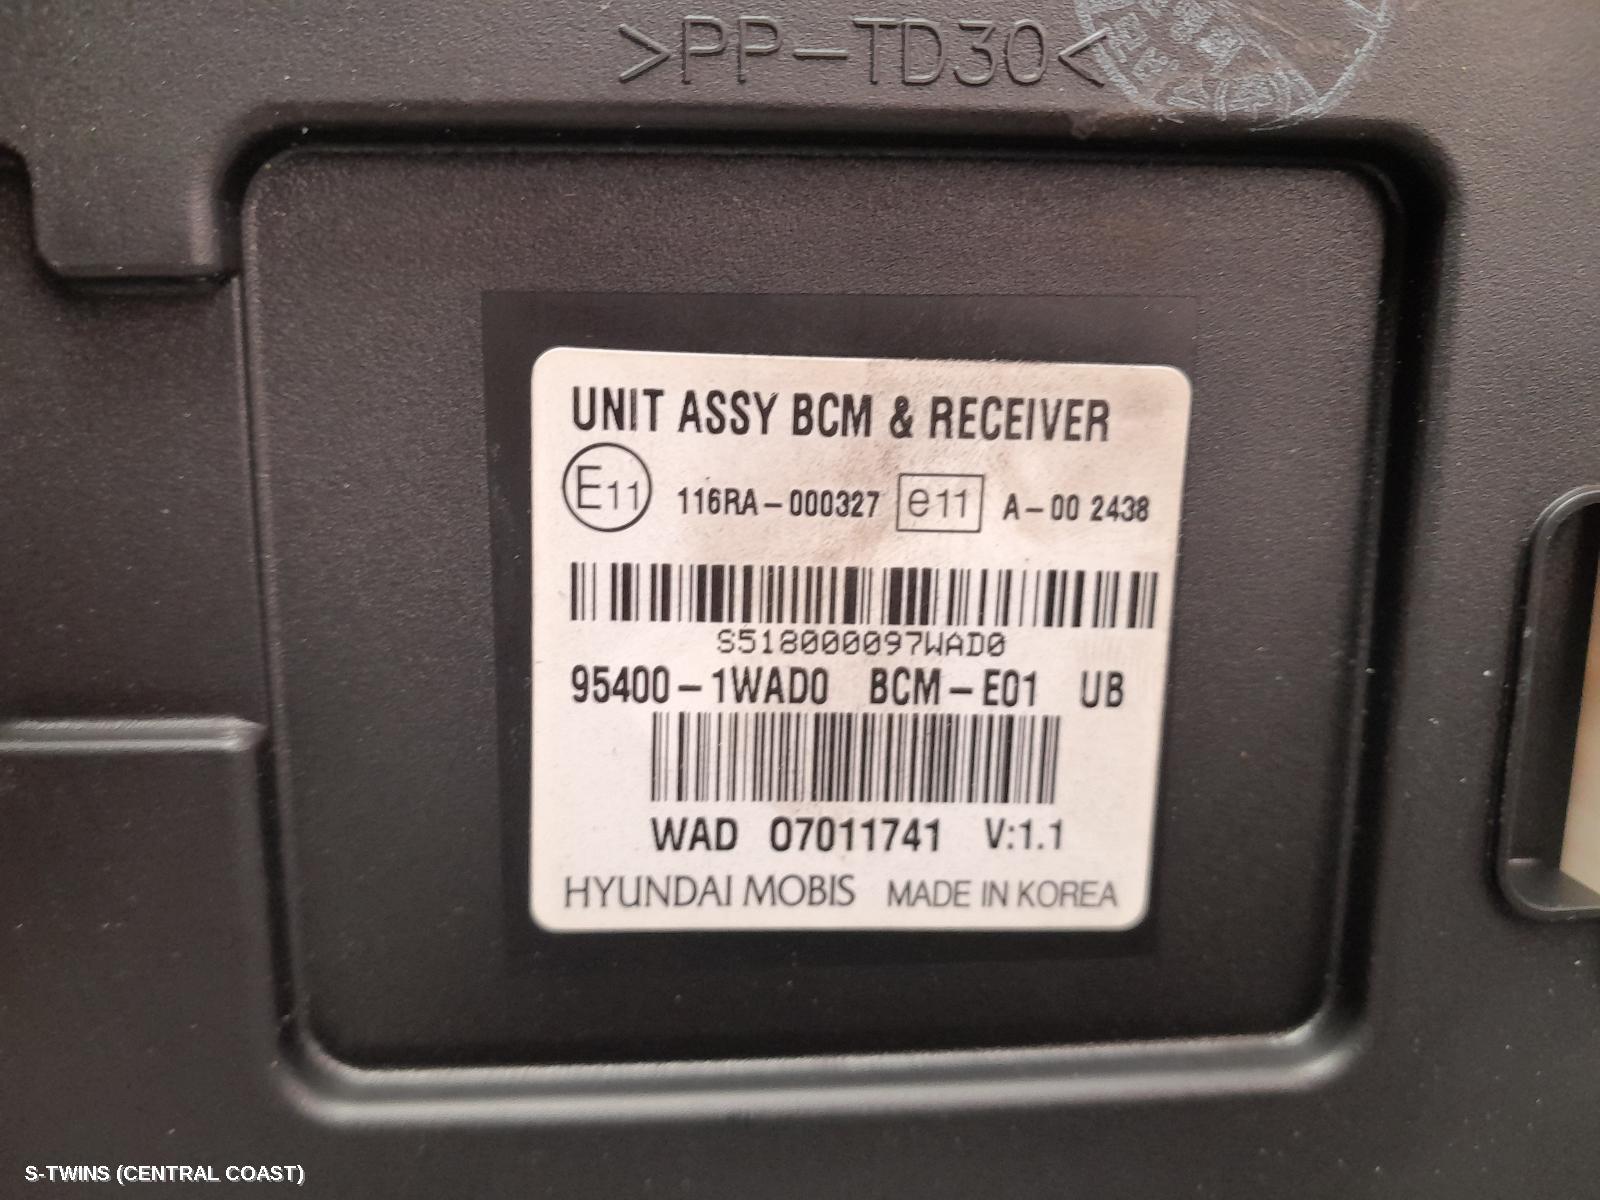 >PP-TD30<
UNIT ASSY BCM & RECEIVER
E11 116RA-000327 e11 A-00 2438
S518000097WAD0
95400-1WAD0 BCM-E01 UB
WAD 07011741 V:1.1
HYUNDAI MOBIS MADE IN KOREA
S-TWINS (CENTRAL COAST)